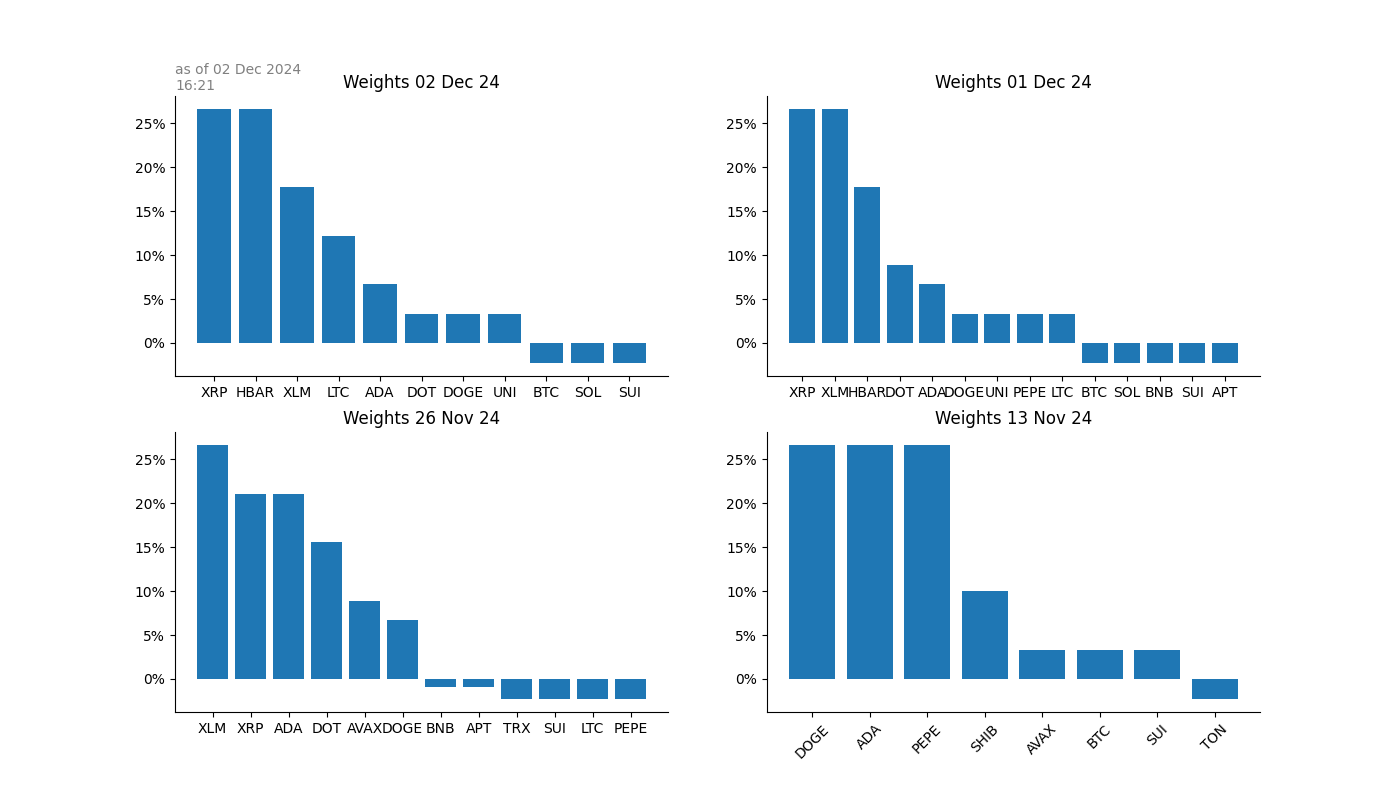 as of 02 Dec 2024
16:21
Weights 02 Dec 24
25%
20%
15%
10%
5%
0%
XRP HBAR XLM LTC ADA DOT DOGE UNI BTC SOL SUI
Weights 01 Dec 24
25%
20%
15%
10%
5%
0%
XRP XLM HBAR DOT ADA DOGE UNI PEPE LTC BTC SOL BNB SUI APT
Weights 26 Nov 24
25%
20%
15%
10%
5%
0%
XLM XRP ADA DOT AVAX DOGE BNB APT TRX SUI LTC PEPE
Weights 13 Nov 24
25%
20%
15%
10%
5%
0%
DOGE ADA PEPE SHIB AVAX BTC SUI TON